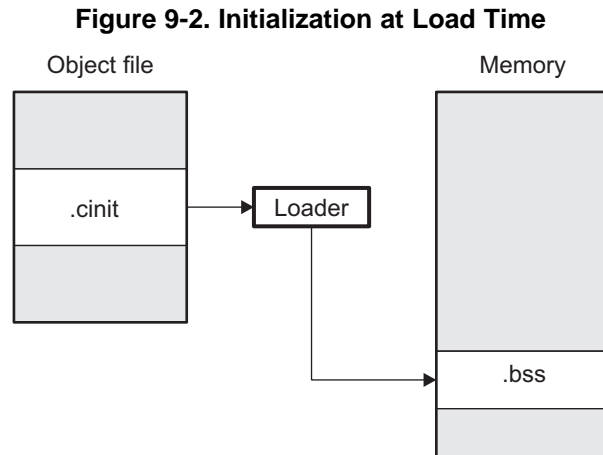 Figure 9-2. Initialization at Load Time
Object file
Memory
.cinit
Loader
.bss